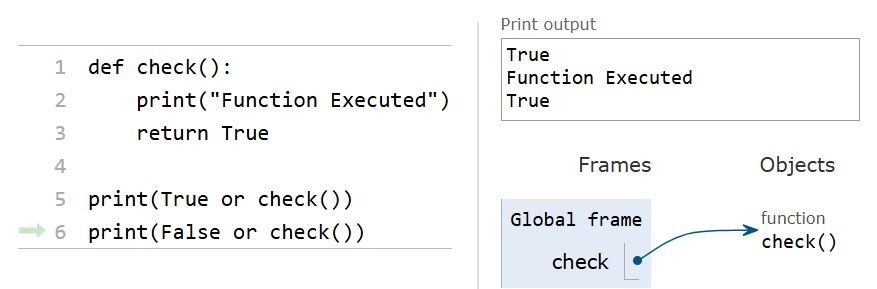 1 def check():
2     print("Function Executed")
3     return True
4
5 print(True or check())
6 print(False or check())
Print output
True
Function Executed
True
Frames Objects
Global frame
check
function
check()